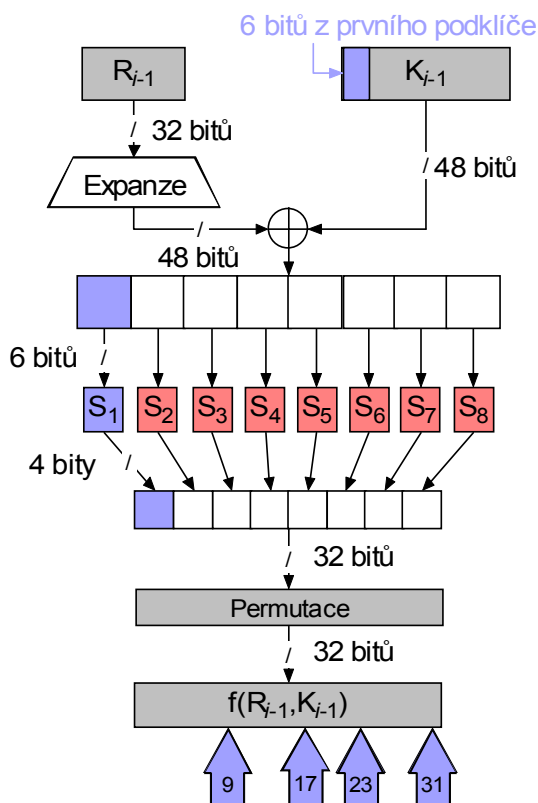 6 bitů z prvního podklíče
R i-1
K i-1
32 bitů
48 bitů
Expanze
48 bitů
6 bitů
S1 S2 S3 S4 S5 S6 S7 S8
4 bity
32 bitů
Permutace
32 bitů
f(Ri-1,Ki-1)
9 17 23 31